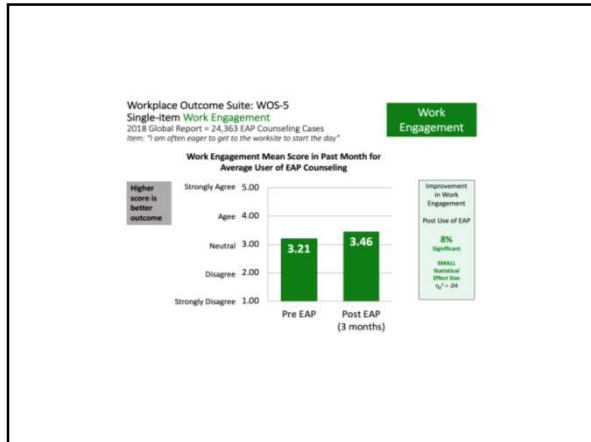 Workplace Outcome Suite: WOS-5
Single-item Work Engagement
2018 Global Report = 24,363 EAP Counseling Cases
Item: "I am often eager to get to the worksite to start the day"
Work
Engagement
Work Engagement Mean Score in Past Month for
Average User of EAP Counseling
Higher
score is
better
outcome
Strongly Agree 5.00
Agee 4.00
Neutral 3.00
Disagree 2.00
Strongly Disagree 1.00
3.21
3.46
Pre EAP
Post EAP
(3 months)
Improvement
in Work
Engagement
Post Use of EAP
8%
Significant
SMALL
Statistical
Effect Size
ηp² = .04